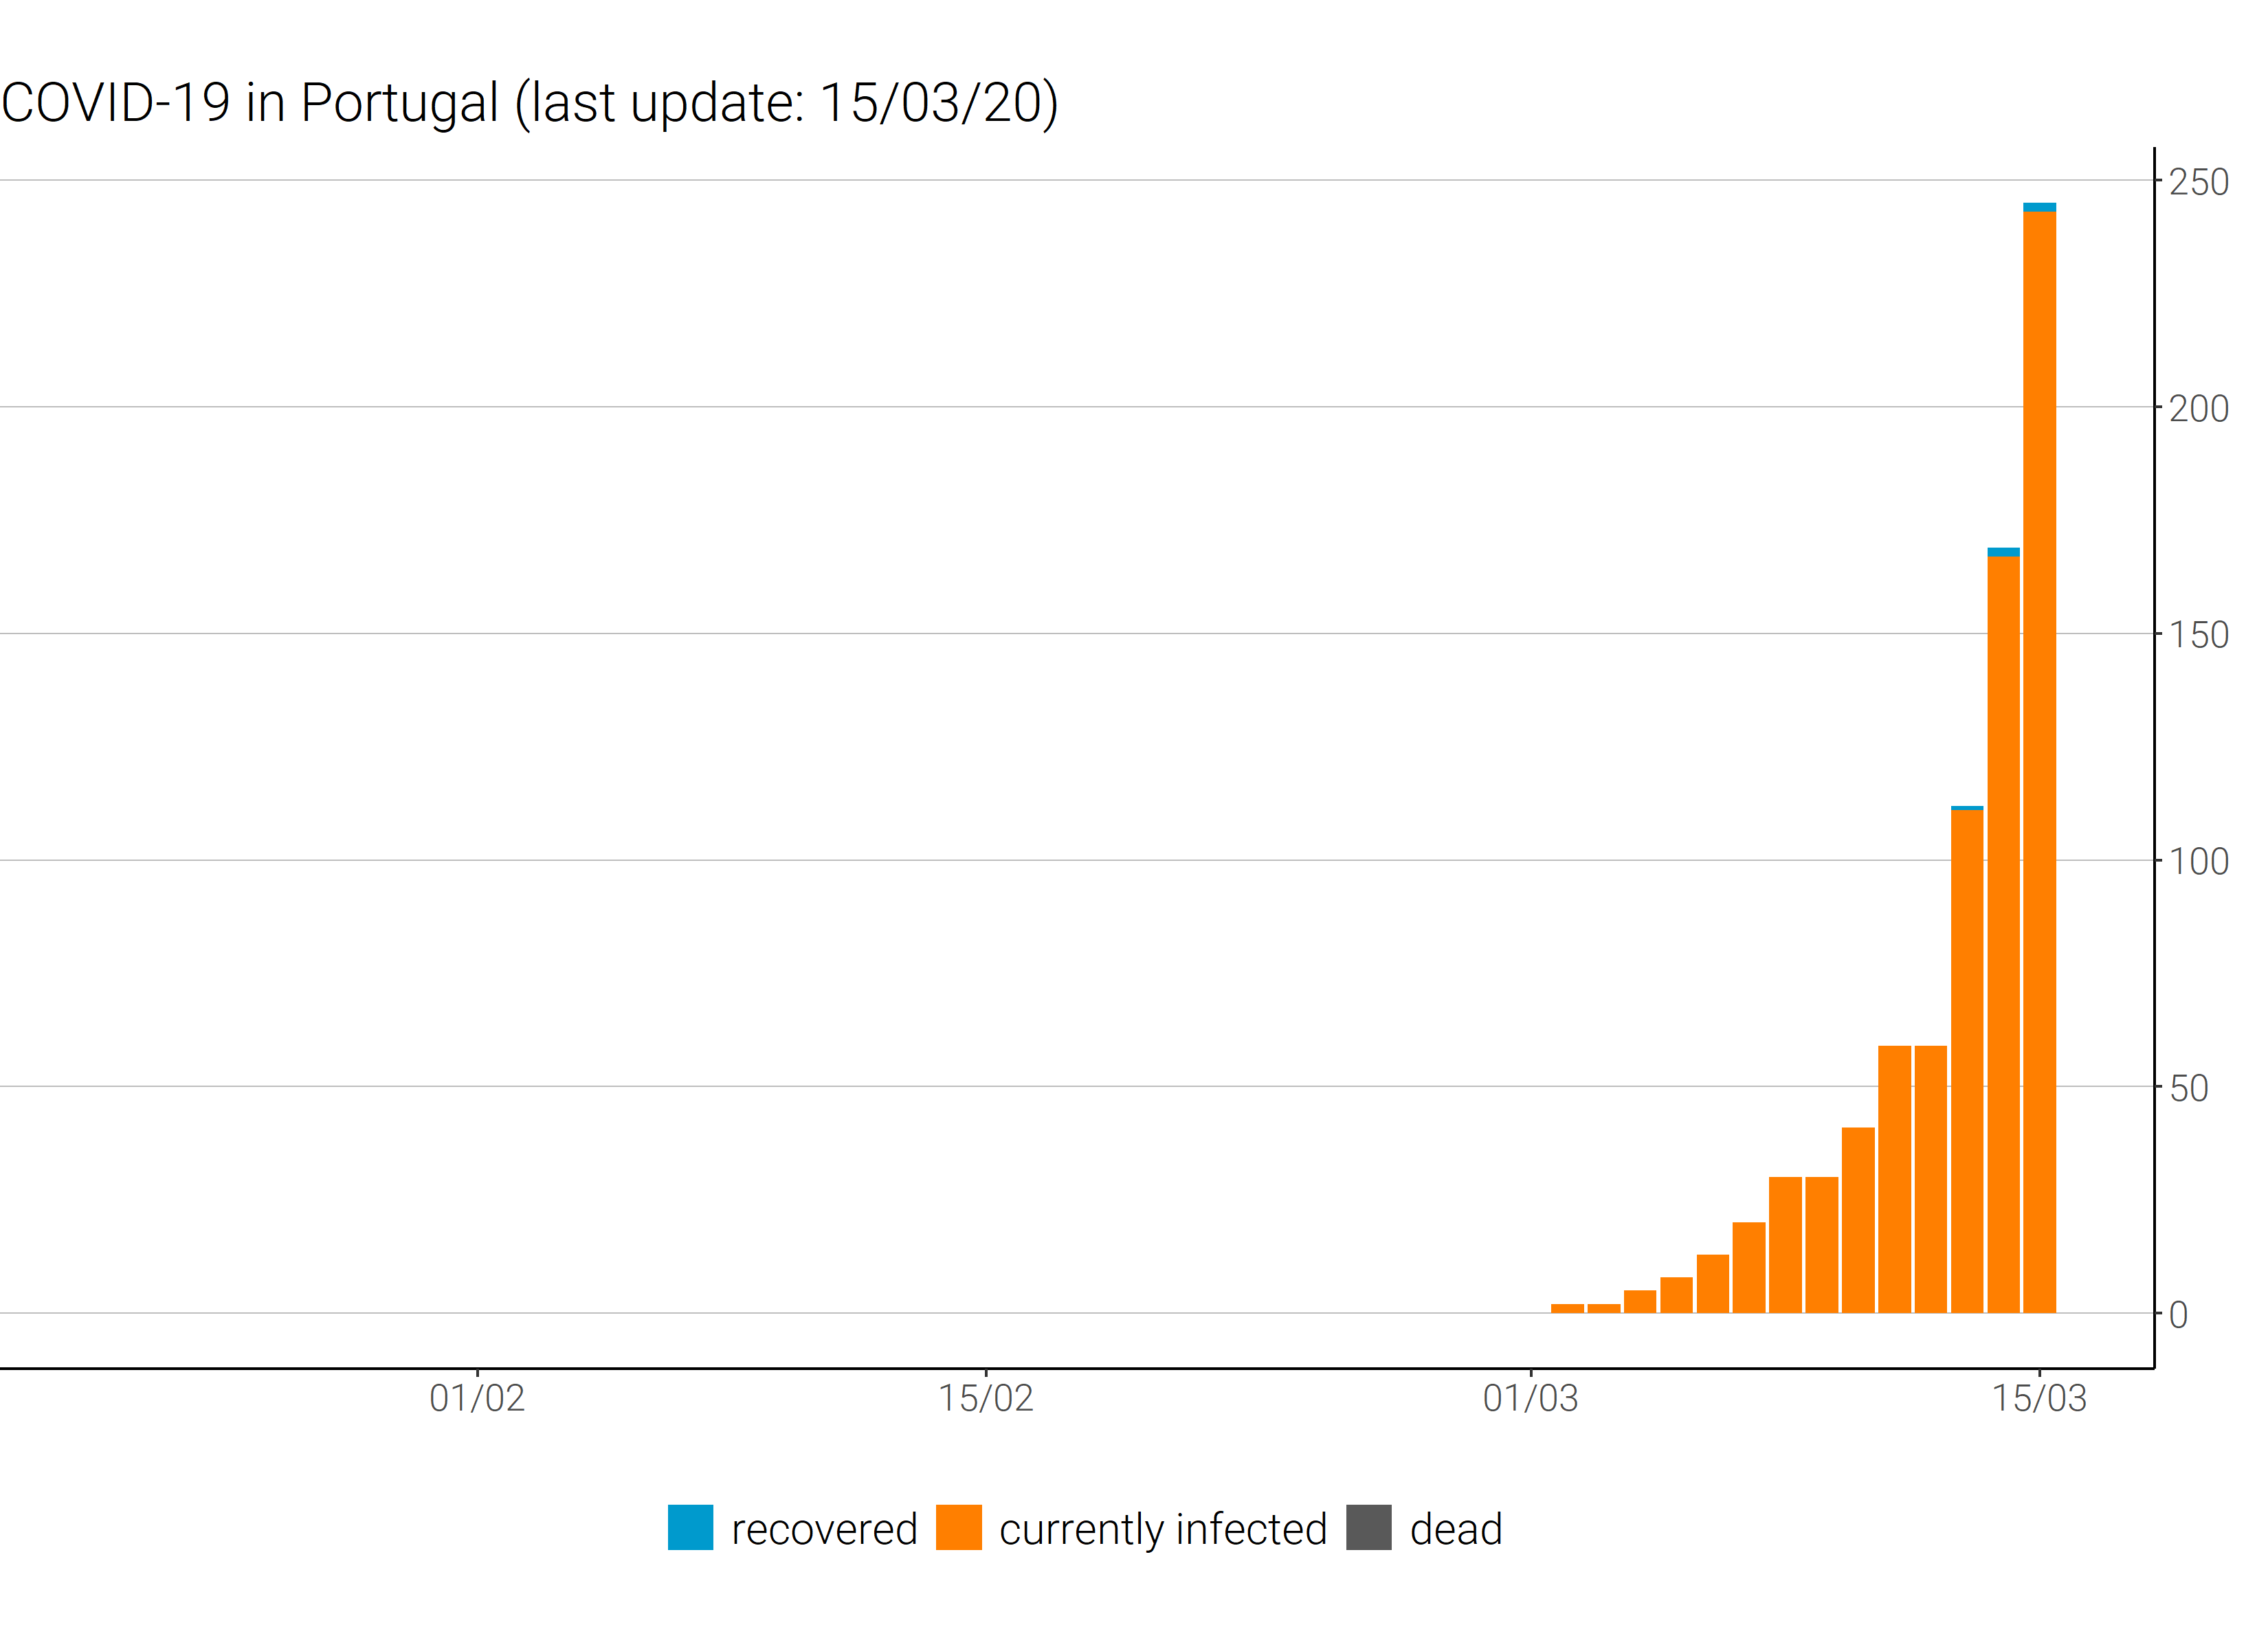 COVID-19 in Portugal (last update: 15/03/20)
250
200
150
100
50
0
01/02 15/02 01/03 15/03
recovered currently infected dead